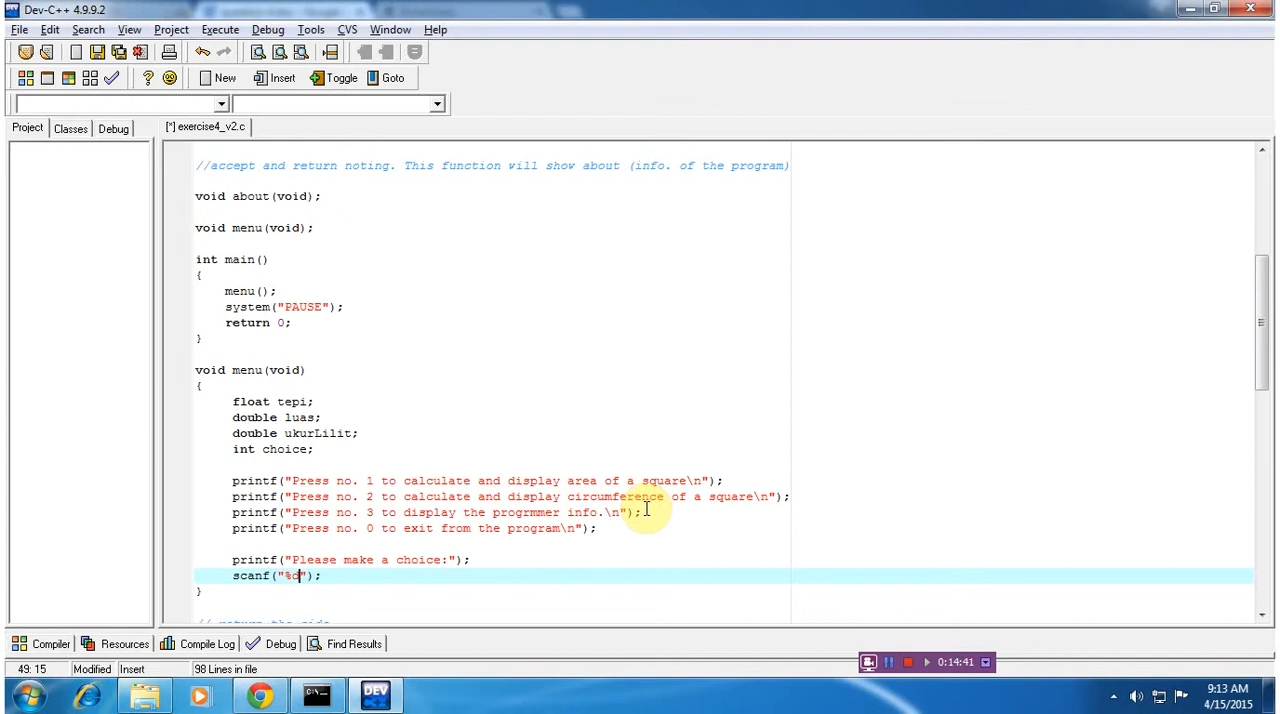 Dev-C++ 4.9.9.2
File Edit Search View Project Execute Debug Tools CVS Window Help
New Insert Toggle Goto
Project Classes Debug
[*] exercise4_v2.c
//accept and return noting. This function will show about (info. of the program)
void about(void);
void menu(void);
int main()
{
menu();
system("PAUSE");
return 0;
}
void menu(void)
{
float tepi;
double luas;
double ukurLilit;
int choice;
printf("Press no. 1 to calculate and display area of a square\n");
printf("Press no. 2 to calculate and display circumference of a square\n");
printf("Press no. 3 to display the progrmmer info.\n");
printf("Press no. 0 to exit from the program\n");
printf("Please make a choice:");
scanf("%d");
}
// return the side
Compiler Resources Compile Log Debug Find Results
49: 15 Modified Insert 98 Lines in file
0:14:41
DEV
9:13 AM
4/15/2015